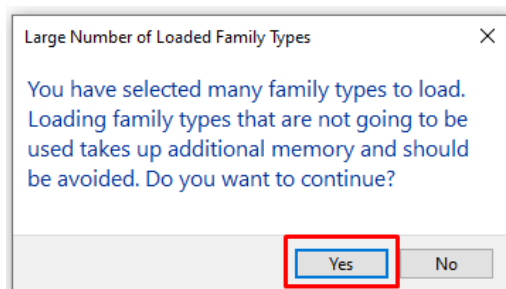 Large Number of Loaded Family Types
You have selected many family types to load.
Loading family types that are not going to be
used takes up additional memory and should
be avoided. Do you want to continue?
Yes No